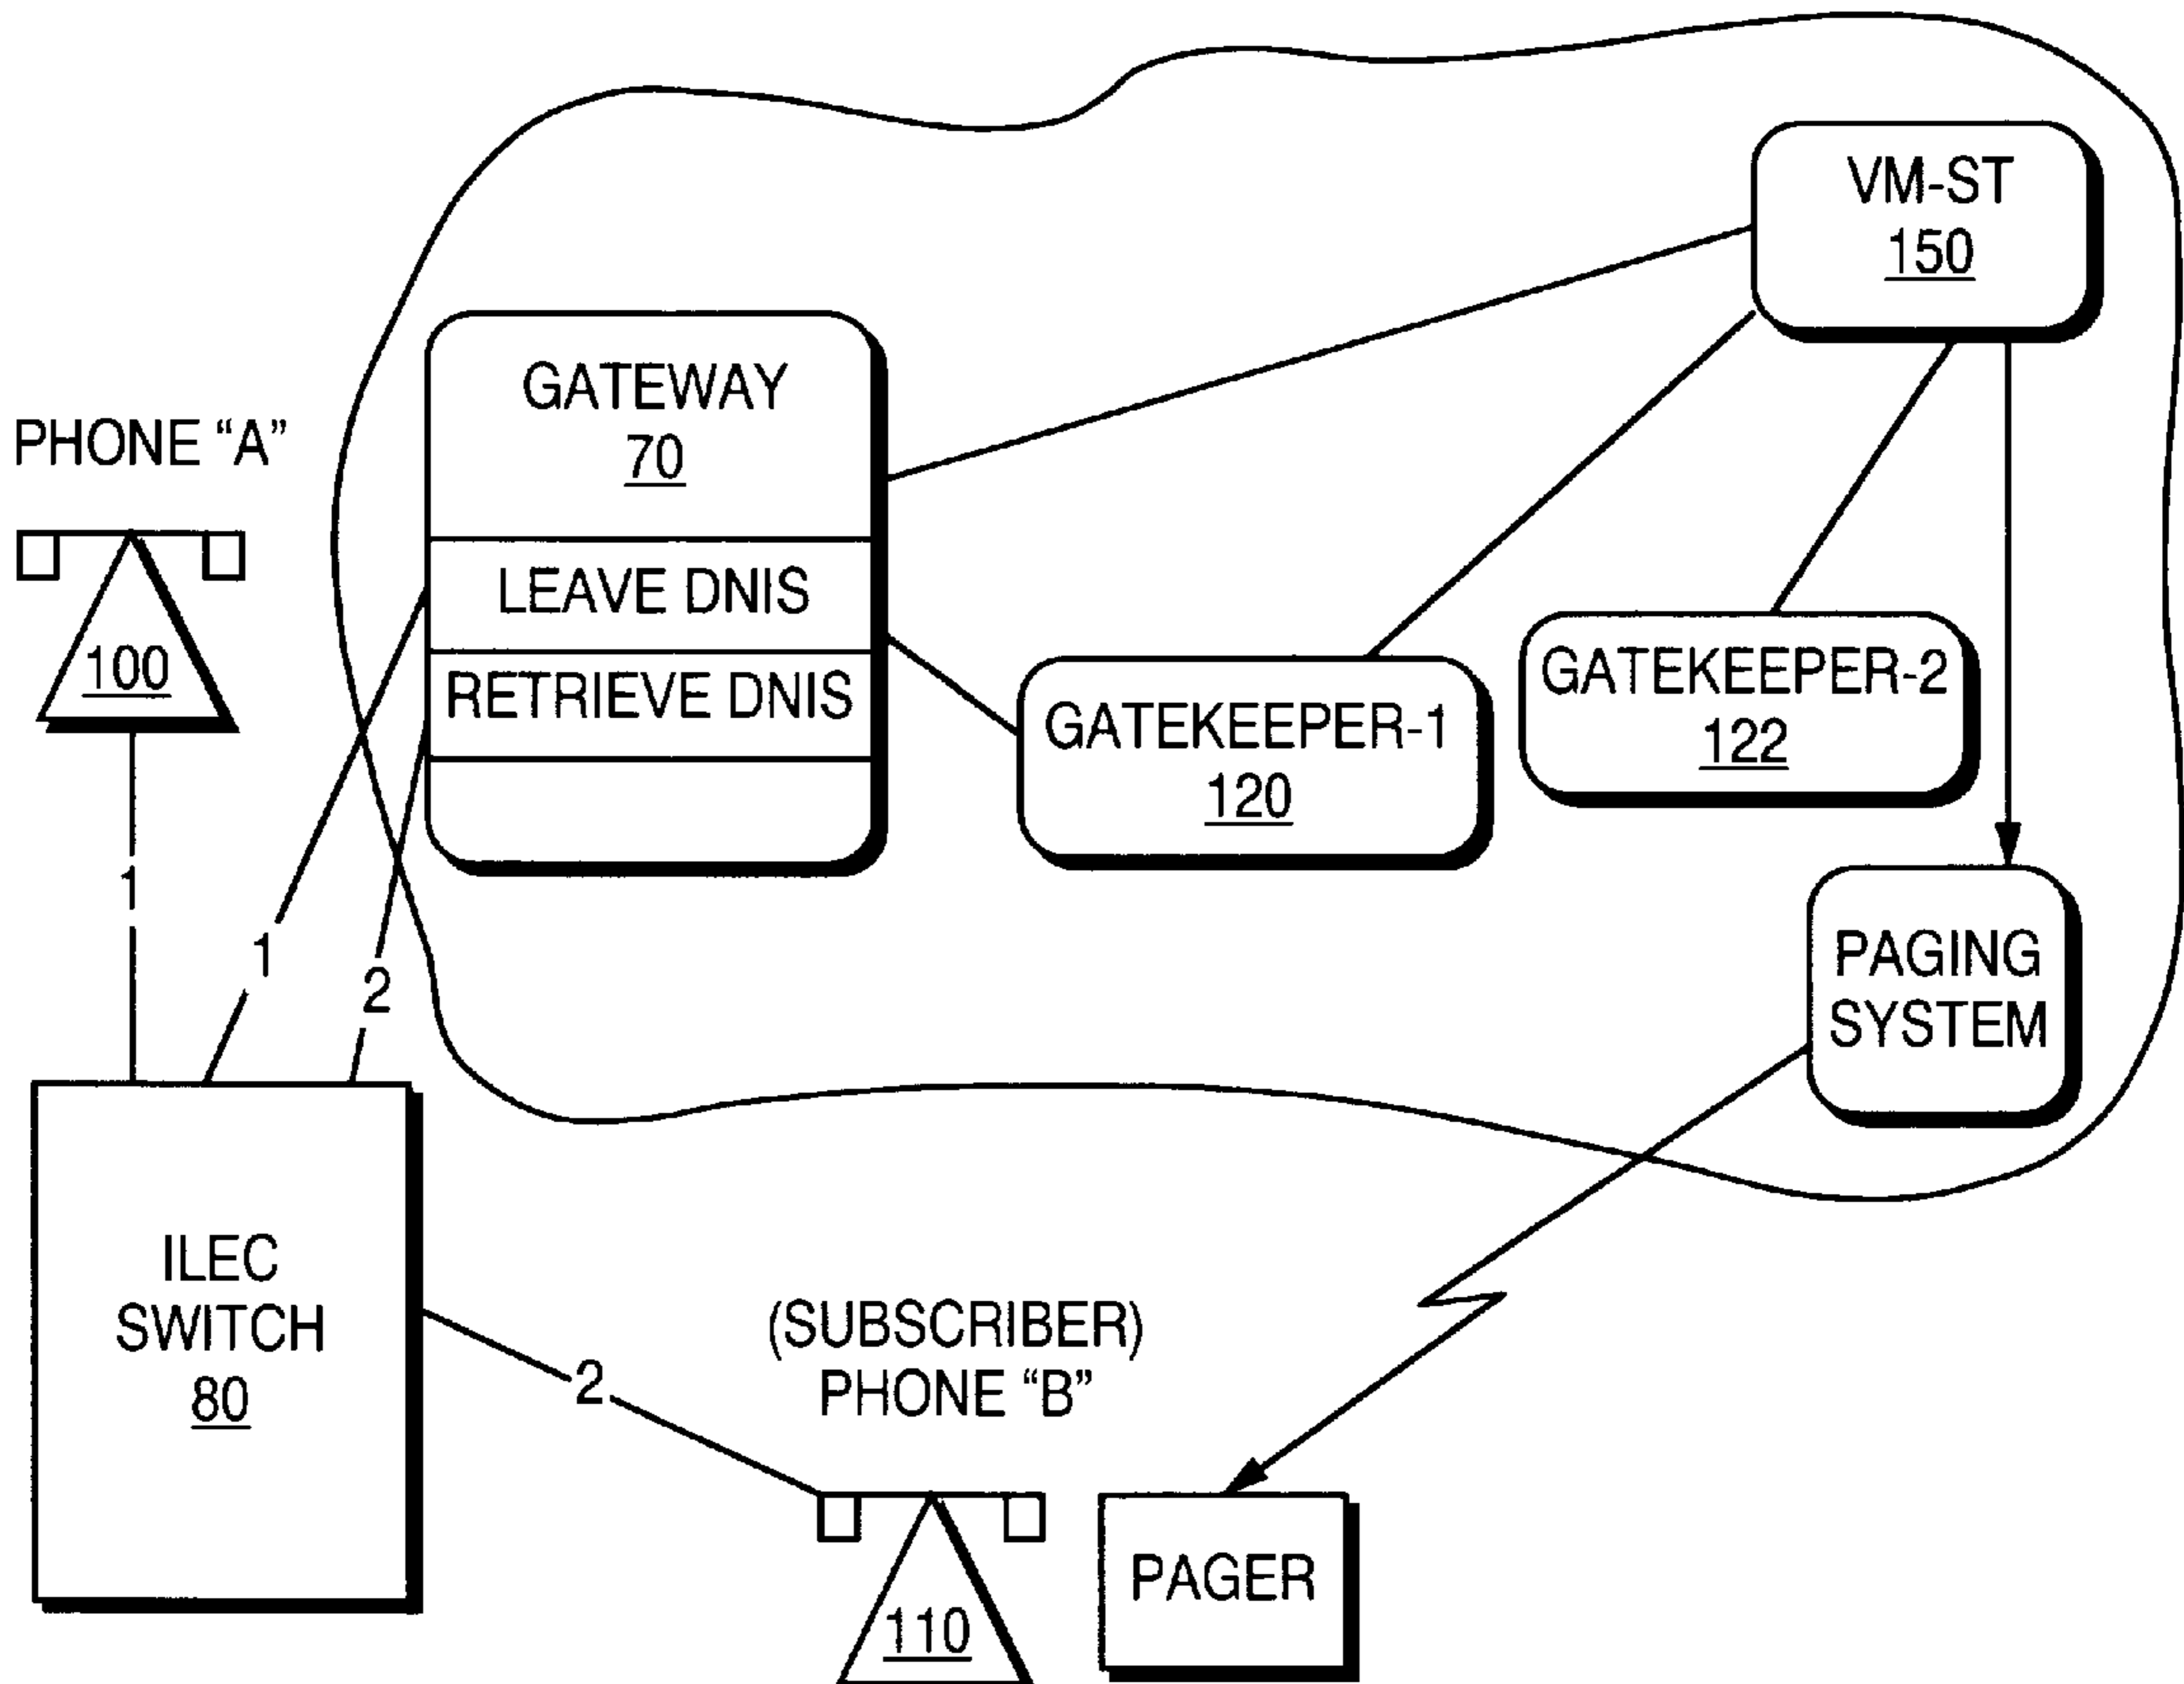 VM-ST
150
GATEWAY
70
LEAVE DNIS
RETRIEVE DNIS
PHONE “A”
100
GATEKEEPER-1
120
GATEKEEPER-2
122
1
1
2
PAGING
SYSTEM
ILEC
SWITCH
80
2
(SUBSCRIBER)
PHONE “B”
110
PAGER